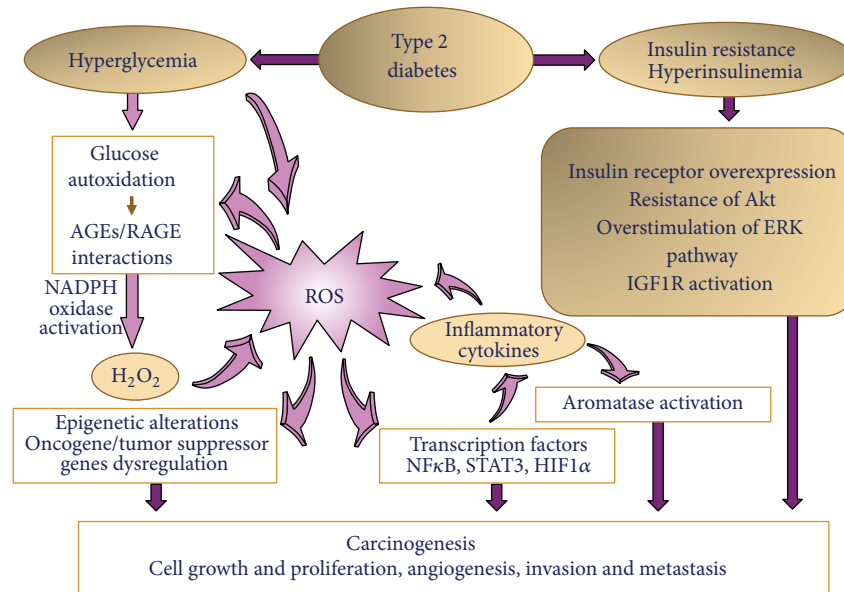 Hyperglycemia
Type 2
diabetes
Insulin resistance
Hyperinsulinemia
Glucose
autoxidation
AGEs/RAGE
interactions
NADPH
oxidase
activation
H₂O₂
ROS
Insulin receptor overexpression
Resistance of Akt
Overstimulation of ERK
pathway
IGF1R activation
Inflammatory
cytokines
Aromatase activation
Epigenetic alterations
Oncogene/tumor suppressor
genes dysregulation
Transcription factors
NFκB, STAT3, HIF1α
Carcinogenesis
Cell growth and proliferation, angiogenesis, invasion and metastasis